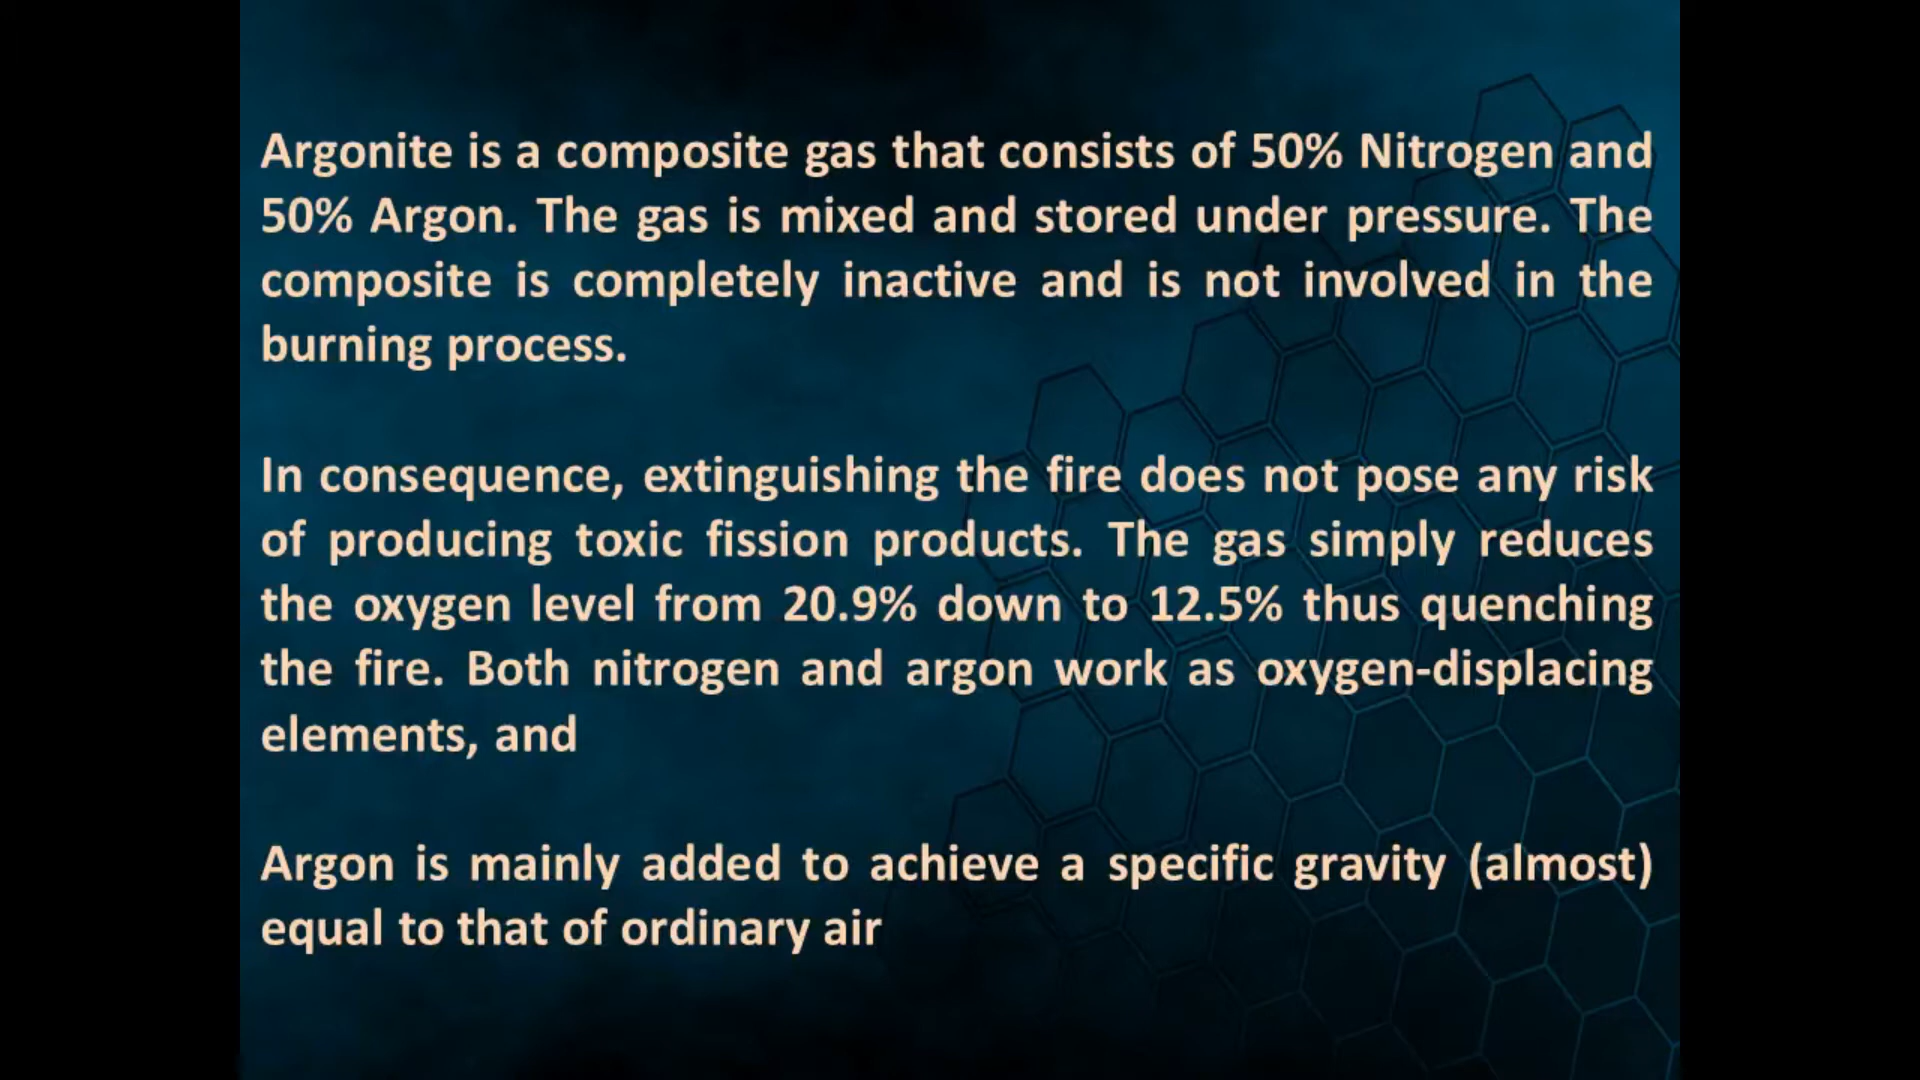 Argonite is a composite gas that consists of 50% Nitrogen and
50% Argon. The gas is mixed and stored under pressure. The
composite is completely inactive and is not involved in the
burning process.
In consequence, extinguishing the fire does not pose any risk
of producing toxic fission products. The gas simply reduces
the oxygen level from 20.9% down to 12.5% thus quenching
the fire. Both nitrogen and argon work as oxygen-displacing
elements, and
Argon is mainly added to achieve a specific gravity (almost)
equal to that of ordinary air